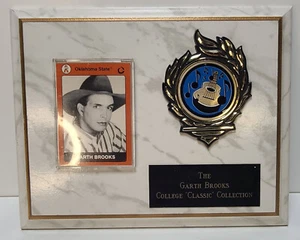 Oklahoma State
GARTH BROOKS
THE
GARTH BROOKS
COLLEGE "CLASSIC" COLLECTION